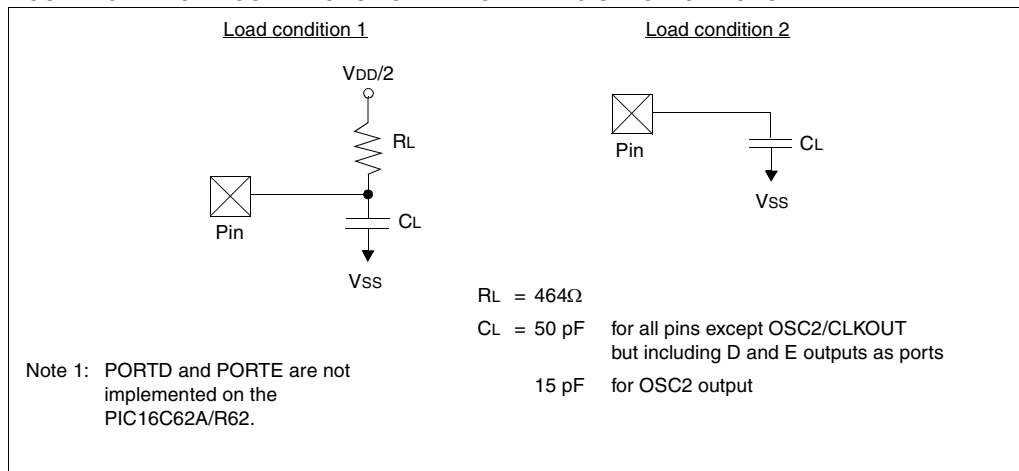 Load condition 1
Load condition 2
VDD/2
RL
Pin
CL
VSS
Pin
CL
VSS
RL = 464Ω
CL = 50 pF for all pins except OSC2/CLKOUT
but including D and E outputs as ports
15 pF for OSC2 output
Note 1: PORTD and PORTE are not
implemented on the
PIC16C62A/R62.